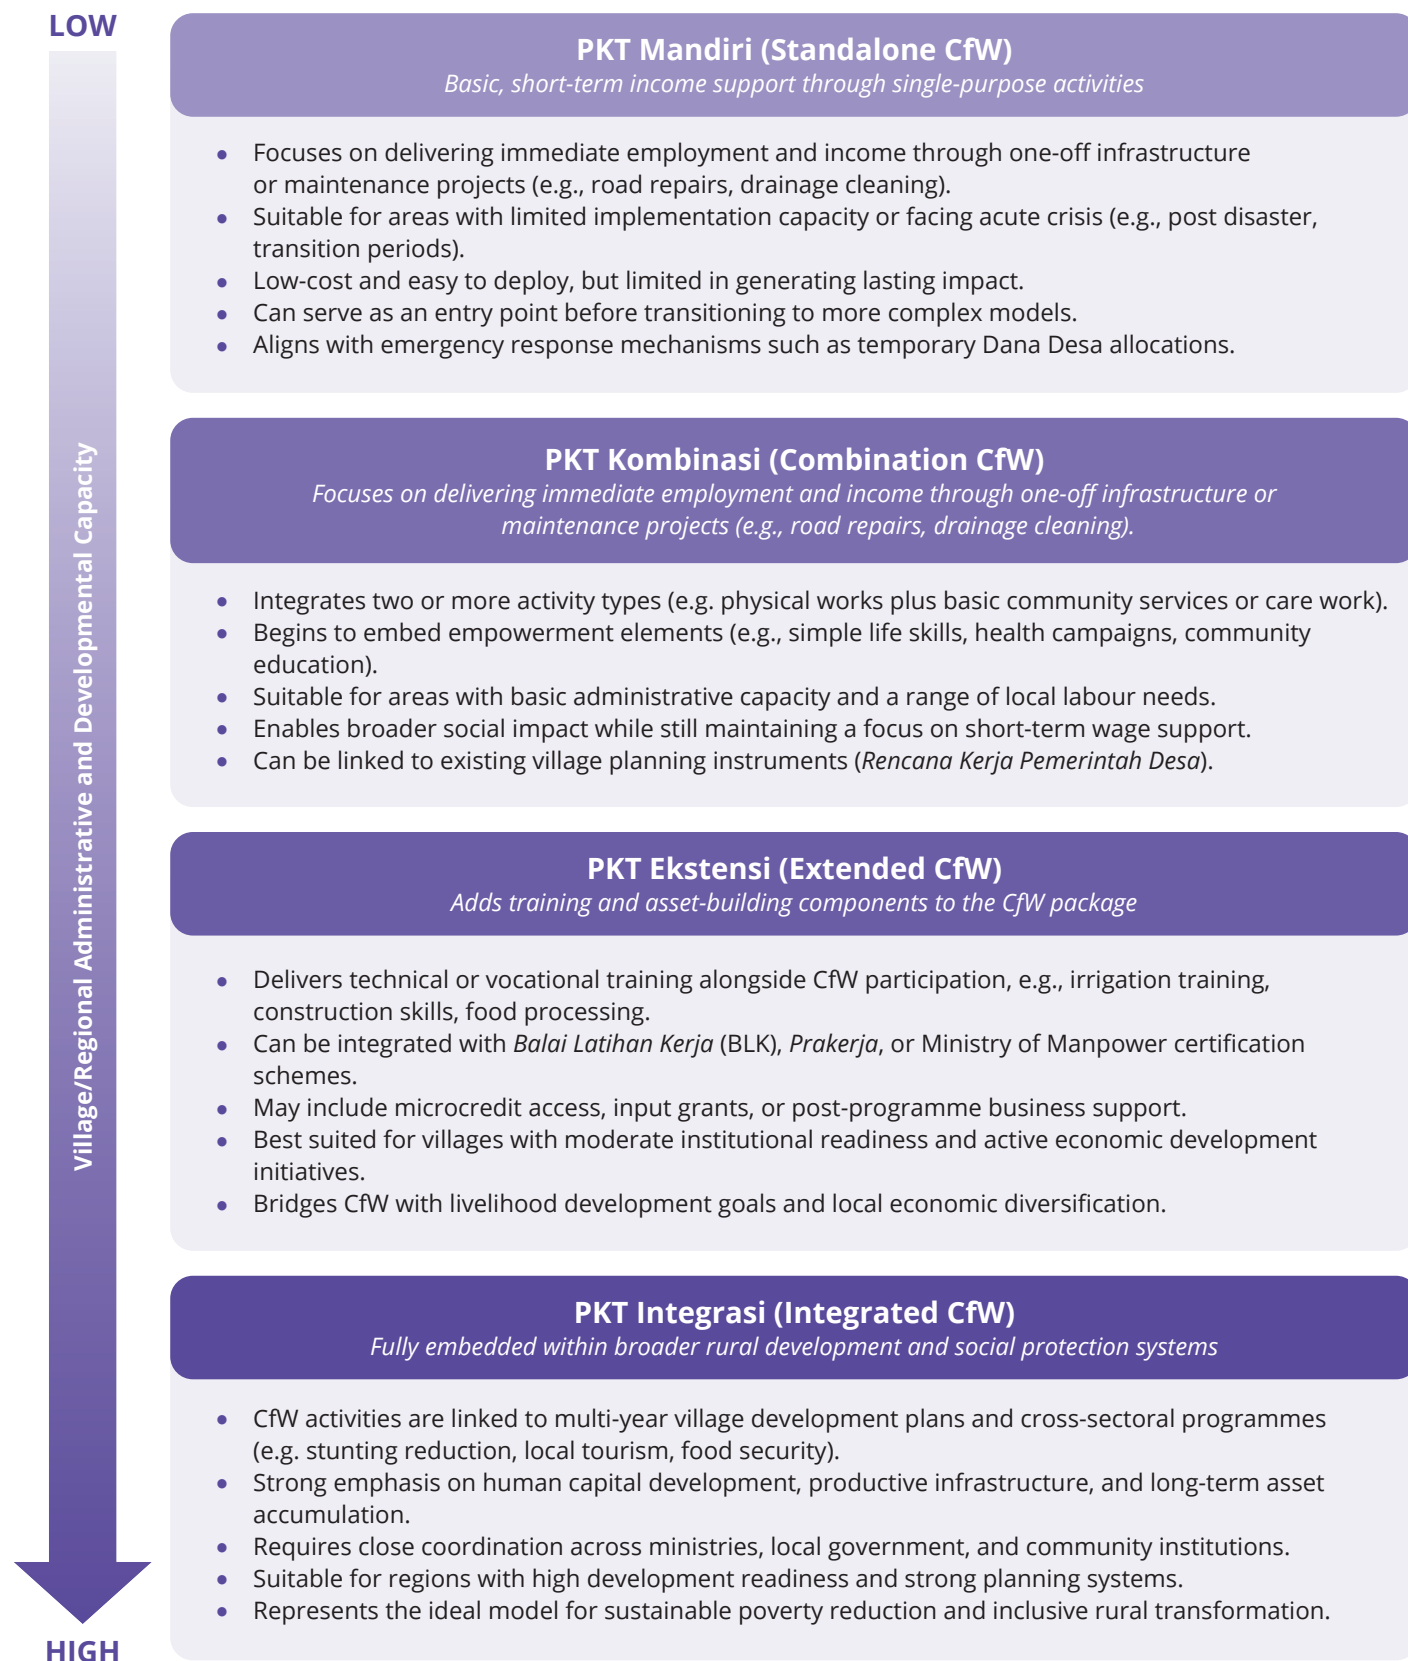 LOW
PKT Mandiri (Standalone CfW)
Basic, short-term income support through single-purpose activities
• Focuses on delivering immediate employment and income through one-off infrastructure
or maintenance projects (e.g., road repairs, drainage cleaning).
• Suitable for areas with limited implementation capacity or facing acute crisis (e.g., post disaster,
transition periods).
• Low-cost and easy to deploy, but limited in generating lasting impact.
• Can serve as an entry point before transitioning to more complex models.
• Aligns with emergency response mechanisms such as temporary Dana Desa allocations.
Village/Regional Administrative and Developmental Capacity
PKT Kombinasi (Combination CfW)
Focuses on delivering immediate employment and income through one-off infrastructure or
maintenance projects (e.g., road repairs, drainage cleaning).
• Integrates two or more activity types (e.g. physical works plus basic community services or care work).
• Begins to embed empowerment elements (e.g., simple life skills, health campaigns, community
education).
• Suitable for areas with basic administrative capacity and a range of local labour needs.
• Enables broader social impact while still maintaining a focus on short-term wage support.
• Can be linked to existing village planning instruments (Rencana Kerja Pemerintah Desa).
PKT Ekstensi (Extended CfW)
Adds training and asset-building components to the CfW package
• Delivers technical or vocational training alongside CfW participation, e.g., irrigation training,
construction skills, food processing.
• Can be integrated with Balai Latihan Kerja (BLK), Prakerja, or Ministry of Manpower certification
schemes.
• May include microcredit access, input grants, or post-programme business support.
• Best suited for villages with moderate institutional readiness and active economic development
initiatives.
• Bridges CfW with livelihood development goals and local economic diversification.
PKT Integrasi (Integrated CfW)
Fully embedded within broader rural development and social protection systems
• CfW activities are linked to multi-year village development plans and cross-sectoral programmes
(e.g. stunting reduction, local tourism, food security).
• Strong emphasis on human capital development, productive infrastructure, and long-term asset
accumulation.
• Requires close coordination across ministries, local government, and community institutions.
• Suitable for regions with high development readiness and strong planning systems.
• Represents the ideal model for sustainable poverty reduction and inclusive rural transformation.
HIGH